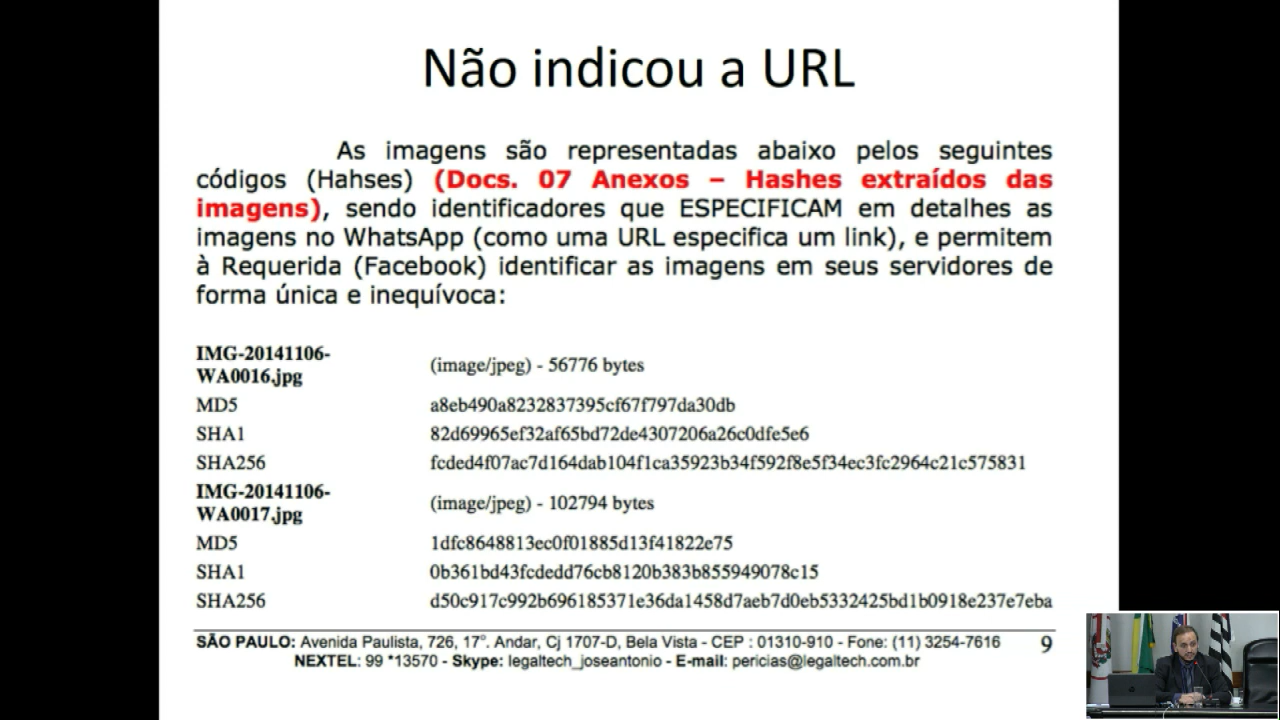 Não indicou a URL
As imagens são representadas abaixo pelos seguintes
códigos (Hahses) (Docs. 07 Anexos – Hashes extraídos das
imagens), sendo identificadores que ESPECIFICAM em detalhes as
imagens no WhatsApp (como uma URL especifica um link), e permitem
à Requerida (Facebook) identificar as imagens em seus servidores de
forma única e inequívoca:
IMG-20141106-
WA0016.jpg
(image/jpeg) - 56776 bytes
MD5 a8eb490a8232837395cf67f797da30db
SHA1 82d69965ef32af65bd72de4307206a26c0dfe5e6
SHA256 fcded4f07ac7d164dab104f1ca35923b34f592f8e5f34ec3fc2964c21c575831
IMG-20141106-
WA0017.jpg
(image/jpeg) - 102794 bytes
MD5 1dfc8648813ec0f01885d13f41822e75
SHA1 0b361bd43fcdedd76cb8120b383b855949078c15
SHA256 d50c917c992b696185371e36da1458d7aeb7d0eb5332425bd1b0918e237e7eba
SÃO PAULO: Avenida Paulista, 726, 17°. Andar, Cj 1707-D, Bela Vista - CEP : 01310-910 - Fone: (11) 3254-7616 9
NEXTEL: 99 *13570 - Skype: legaltech_joseantonio - E-mail: pericias@legaltech.com.br